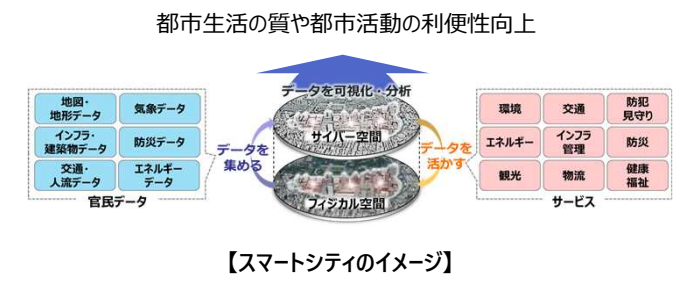 都市生活の質や都市活動の利便性向上
データを可視化・分析
地図・
地形データ
気象データ
インフラ・
建築物データ
防災データ
交通・
人流データ
エネルギー
データ
官民データ
データを
集める
サイバー空間
フィジカル空間
データを
活かす
環境
交通
防犯
見守り
エネルギー
インフラ
管理
防災
観光
物流
健康
福祉
サービス
【スマートシティのイメージ】